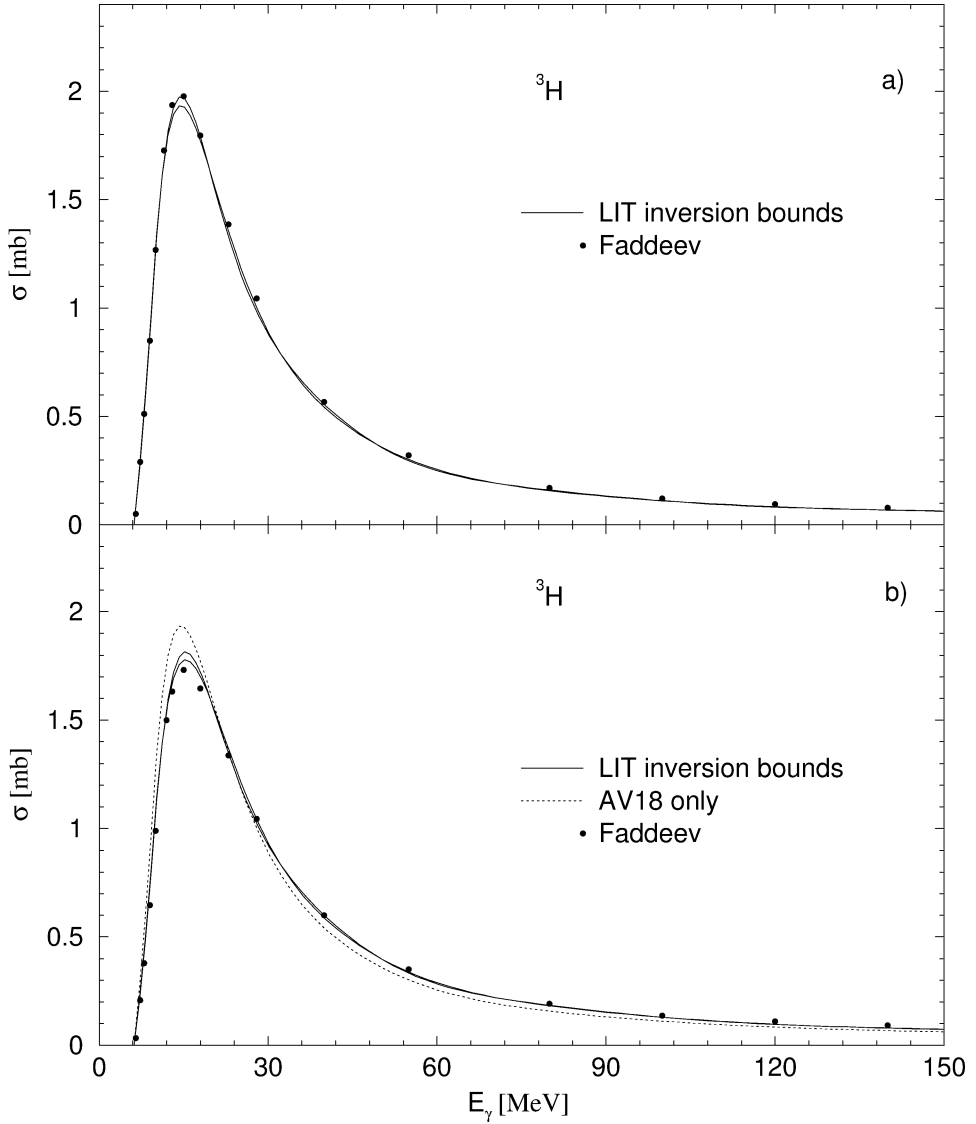 ³H
a)
2
LIT inversion bounds
1.5
Faddeev
σ [mb]
1
0.5
0
³H
b)
2
1.5
LIT inversion bounds
AV18 only
σ [mb]
Faddeev
1
0.5
0
0 30 60 90 120 150
Eγ [MeV]